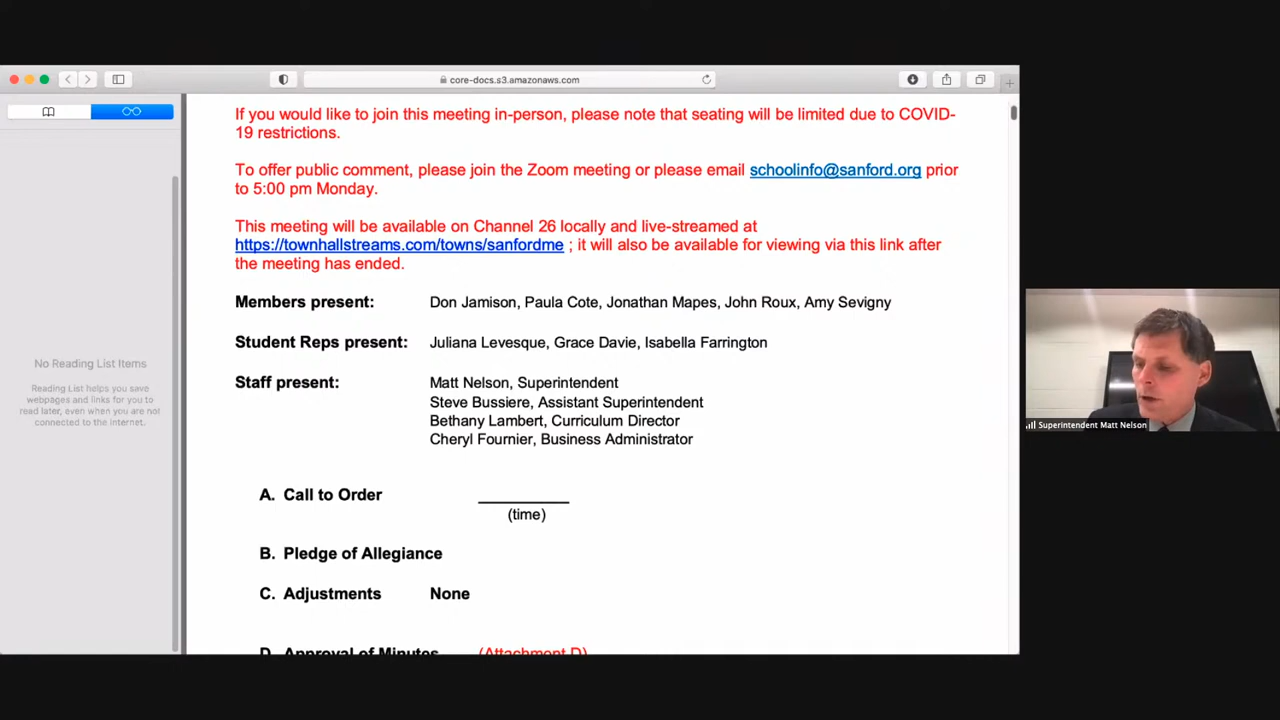 core-docs.s3.amazonaws.com
If you would like to join this meeting in-person, please note that seating will be limited due to COVID-
19 restrictions.
To offer public comment, please join the Zoom meeting or please email schoolinfo@sanford.org prior
to 5:00 pm Monday.
This meeting will be available on Channel 26 locally and live-streamed at
https://townhallstreams.com/towns/sanfordme ; it will also be available for viewing via this link after
the meeting has ended.
Members present: Don Jamison, Paula Cote, Jonathan Mapes, John Roux, Amy Sevigny
Student Reps present: Juliana Levesque, Grace Davie, Isabella Farrington
Staff present: Matt Nelson, Superintendent
Steve Bussiere, Assistant Superintendent
Bethany Lambert, Curriculum Director
Cheryl Fournier, Business Administrator
A. Call to Order
(time)
B. Pledge of Allegiance
C. Adjustments None
D. Approval of Minutes (Attachment D)
No Reading List Items
Reading List helps you save
webpages and links for you to
read later, even when you are not
connected to the internet.
Superintendent Matt Nelson